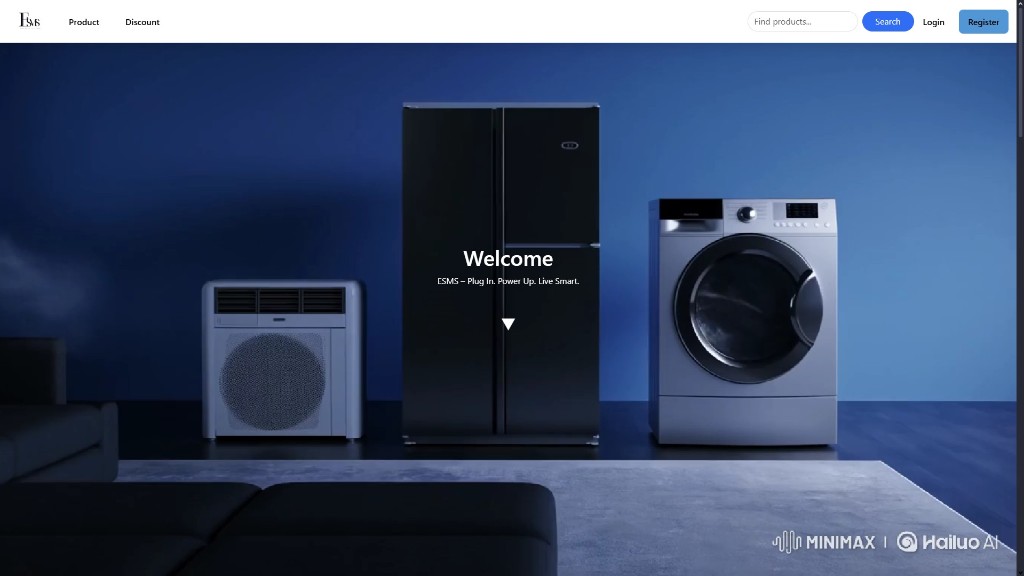 ESMS
Product
Discount
Find products...
Search
Login
Register
Welcome
ESMS – Plug In. Power Up. Live Smart.
MINIMAX | Hailuo AI